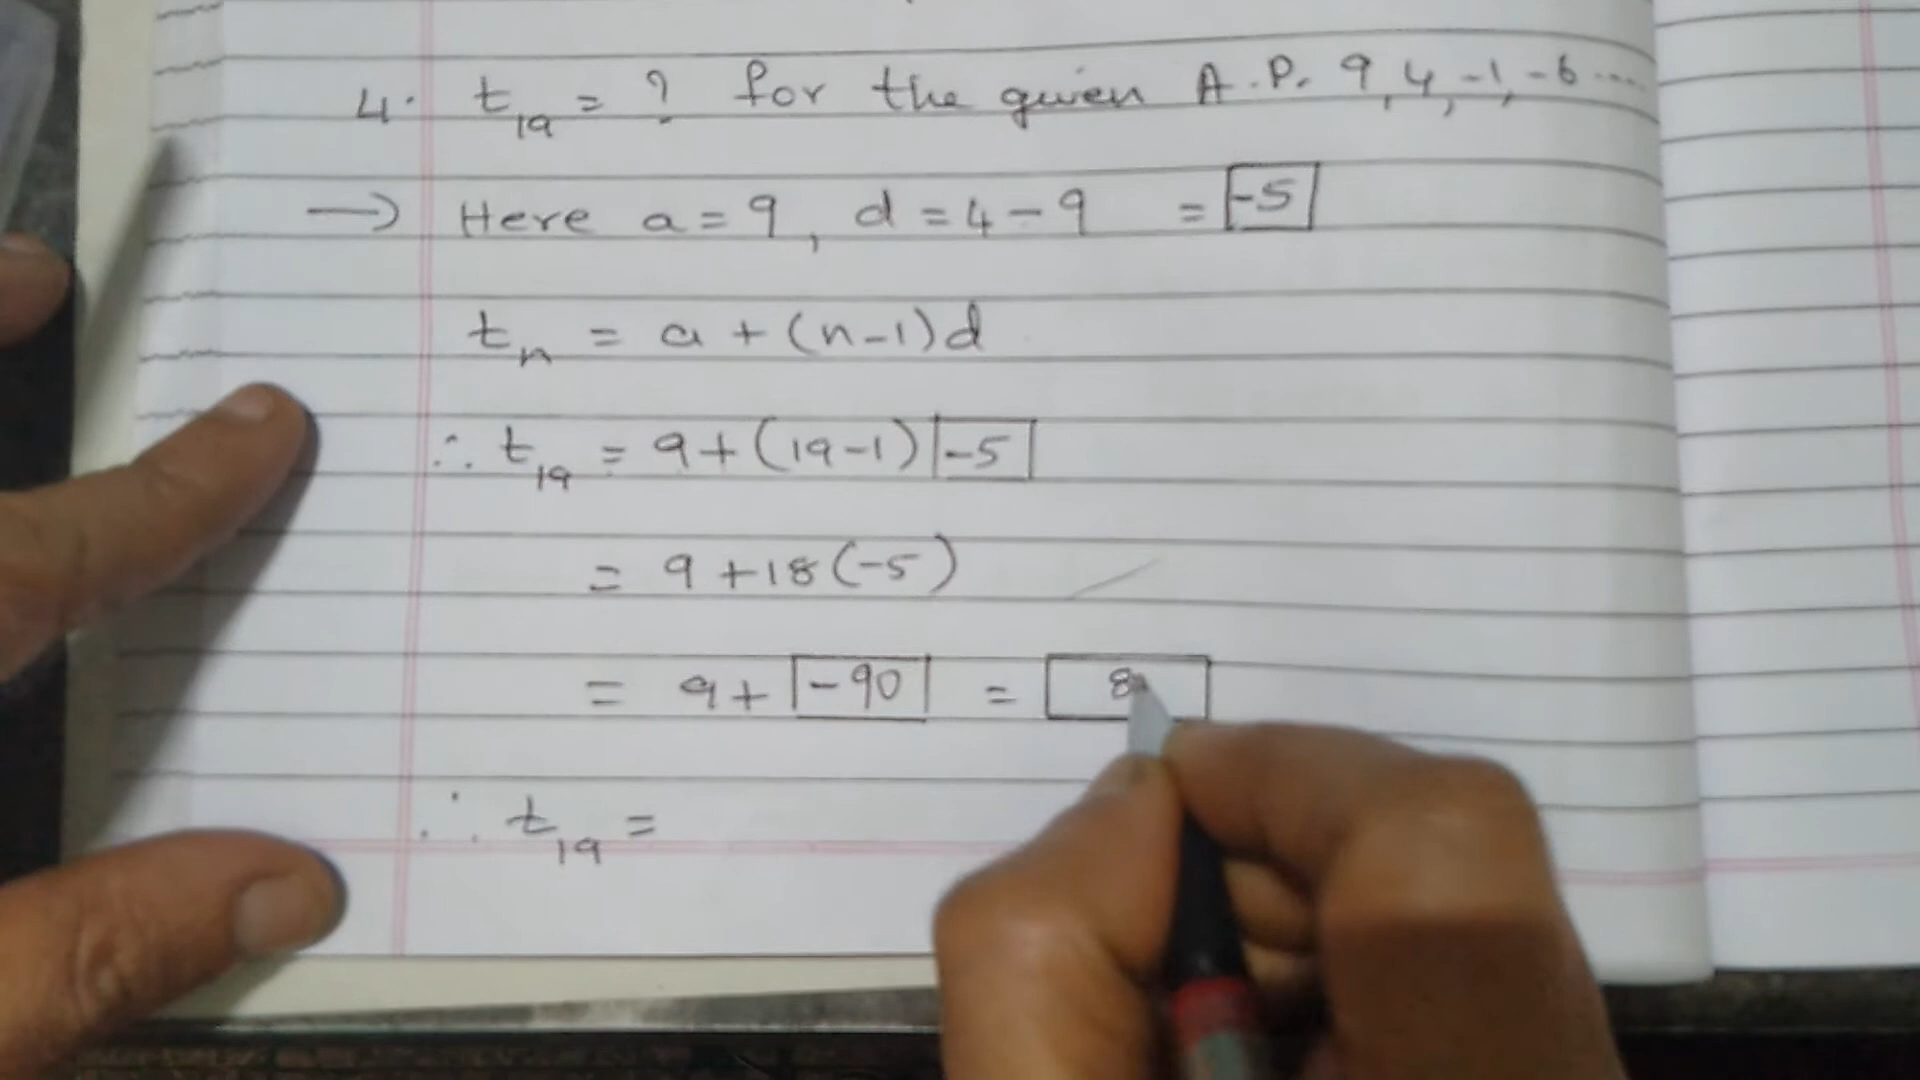 4. t19 = ? for the given A.P. 9, 4, -1, -6 ....
→ Here a = 9, d = 4 - 9 = -5
tn = a + (n-1)d
∴ t19 = 9 + (19-1) -5
= 9 + 18 (-5)
= 9 + -90 = 8
∴ t19 =